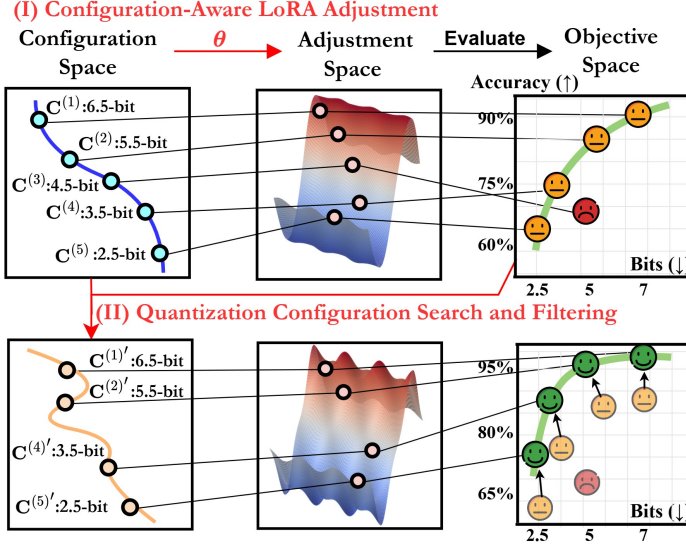 (I) Configuration-Aware LoRA Adjustment
Configuration Space
θ
Adjustment Space
Evaluate
Objective Space
Accuracy (↑)
C⁽¹⁾:6.5-bit
C⁽²⁾:5.5-bit
C⁽³⁾:4.5-bit
C⁽⁴⁾:3.5-bit
C⁽⁵⁾:2.5-bit
90%
75%
60%
Bits (↓)
2.5 5 7
(II) Quantization Configuration Search and Filtering
C⁽¹⁾′:6.5-bit
C⁽²⁾′:5.5-bit
C⁽⁴⁾′:3.5-bit
C⁽⁵⁾′:2.5-bit
95%
80%
65%
Bits (↓)
2.5 5 7